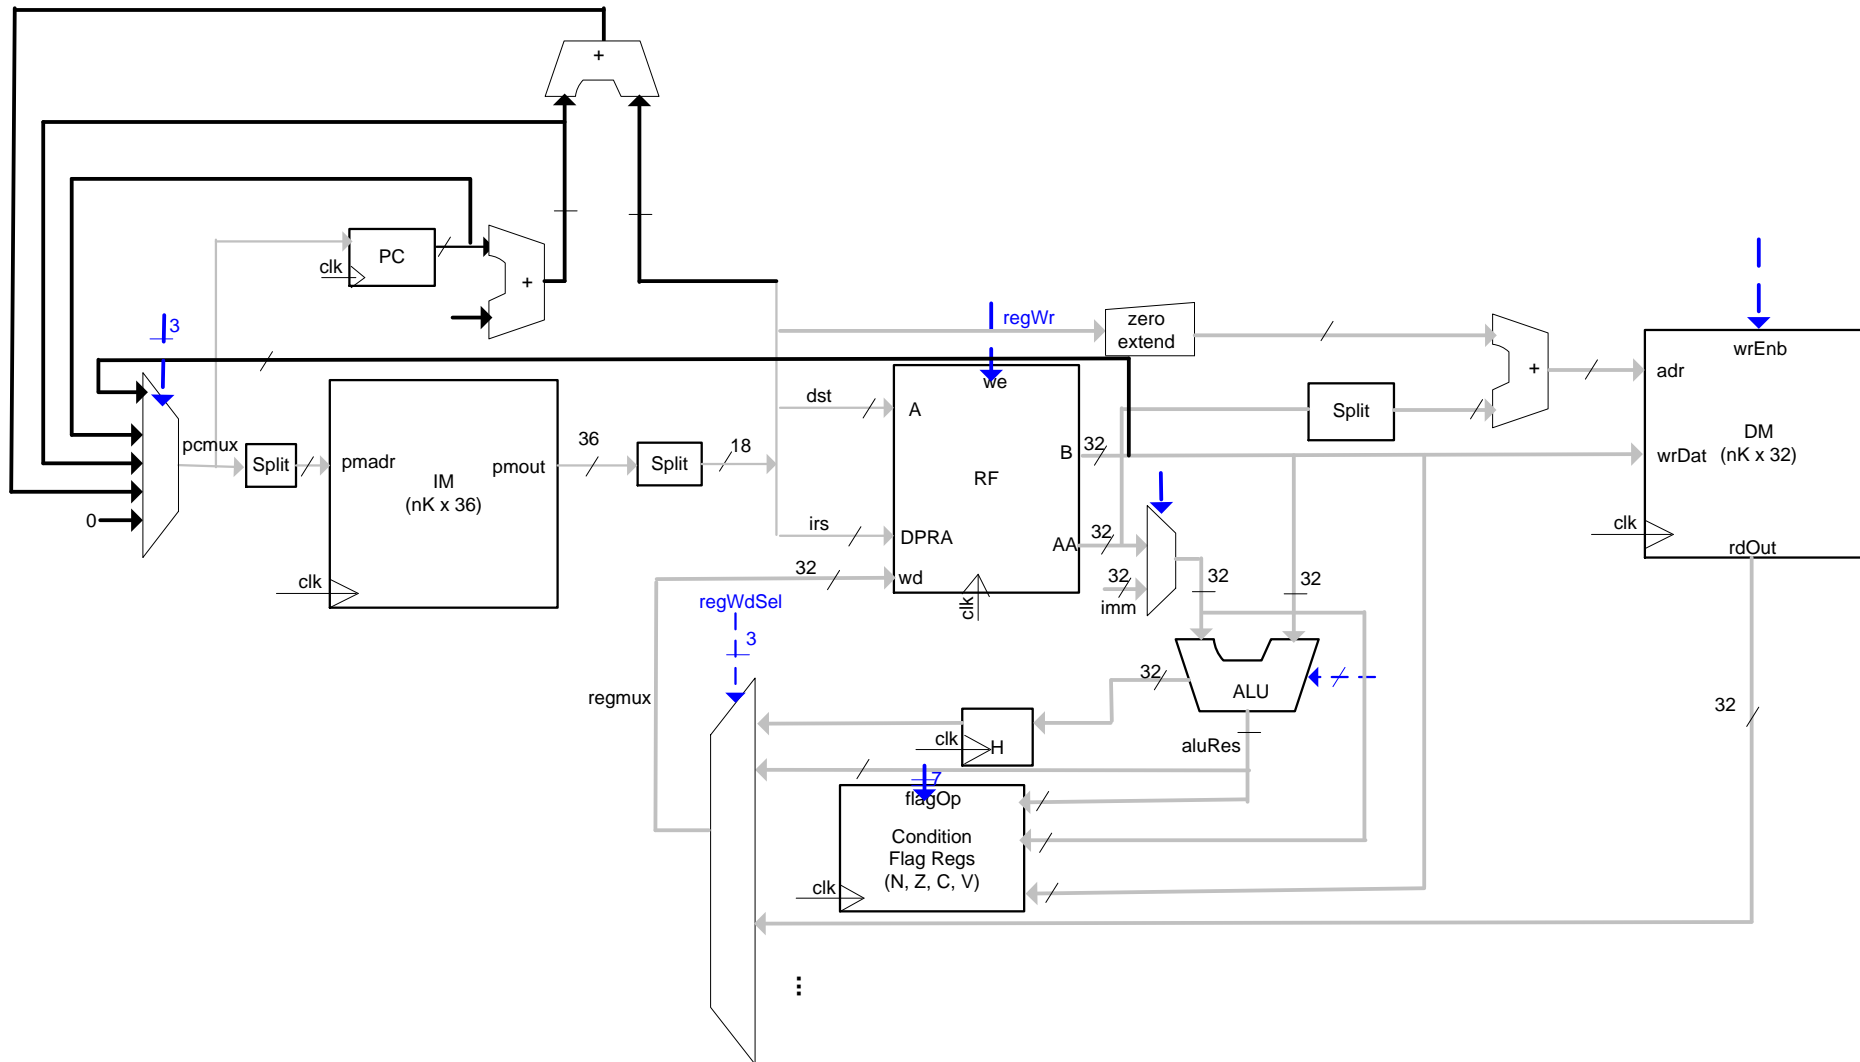 +
PC
clk
+
3
regWr
zero
extend
wrEnb
we
adr
+
dst
A
Split
pcmux
Split
pmadr
pmout
36
Split
18
B
32
wrDat
DM
(nK x 32)
IM
(nK x 36)
RF
0
irs
DPRA
AA
32
clk
rdOut
clk
32
wd
clk
32
imm
32
32
regWdSel
3
regmux
32
ALU
32
clk
H
aluRes
7
flagOp
Condition
Flag Regs
(N, Z, C, V)
clk
...